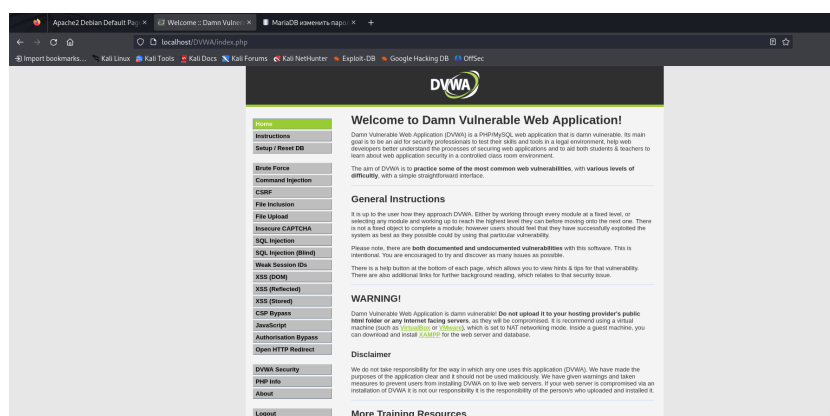 Apache2 Debian Default Pag
Welcome :: Damn Vulnera
MariaDB изменить паро
localhost/DVWA/index.php
Import bookmarks...
Kali Linux
Kali Tools
Kali Docs
Kali Forums
Kali NetHunter
Exploit-DB
Google Hacking DB
OffSec
DVWA
Home
Instructions
Setup / Reset DB
Brute Force
Command Injection
CSRF
File Inclusion
File Upload
Insecure CAPTCHA
SQL Injection
SQL Injection (Blind)
Weak Session IDs
XSS (DOM)
XSS (Reflected)
XSS (Stored)
CSP Bypass
JavaScript
Authorisation Bypass
Open HTTP Redirect
DVWA Security
PHP Info
About
Logout
Welcome to Damn Vulnerable Web Application!
Damn Vulnerable Web Application (DVWA) is a PHP/MySQL web application that is damn vulnerable. Its main
goal is to be an aid for security professionals to test their skills and tools in a legal environment, help web
developers better understand the processes of securing web applications and to aid both students & teachers to
learn about web application security in a controlled class room environment.
The aim of DVWA is to practice some of the most common web vulnerabilities, with various levels of
difficultly, with a simple straightforward interface.
General Instructions
It is up to the user how they approach DVWA. Either by working through every module at a fixed level, or
selecting any module and working up to reach the highest level they can before moving onto the next one. There
is not a fixed object to complete a module; however users should feel that they have successfully exploited the
system as best as they possible could by using that particular vulnerability.
Please note, there are both documented and undocumented vulnerabilities with this software. This is
intentional. You are encouraged to try and discover as many issues as possible.
There is a help button at the bottom of each page, which allows you to view hints & tips for that vulnerability.
There are also additional links for further background reading, which relates to that security issue.
WARNING!
Damn Vulnerable Web Application is damn vulnerable! Do not upload it to your hosting provider's public
html folder or any Internet facing servers, as they will be compromised. It is recommend using a virtual
machine (such as VirtualBox or VMware), which is set to NAT networking mode. Inside a guest machine, you
can download and install XAMPP for the web server and database.
Disclaimer
We do not take responsibility for the way in which any one uses this application (DVWA). We have made the
purposes of the application clear and it should not be used maliciously. We have given warnings and taken
measures to prevent users from installing DVWA on to live web servers. If your web server is compromised via an
installation of DVWA it is not our responsibility it is the responsibility of the person/s who uploaded and installed it.
More Training Resources